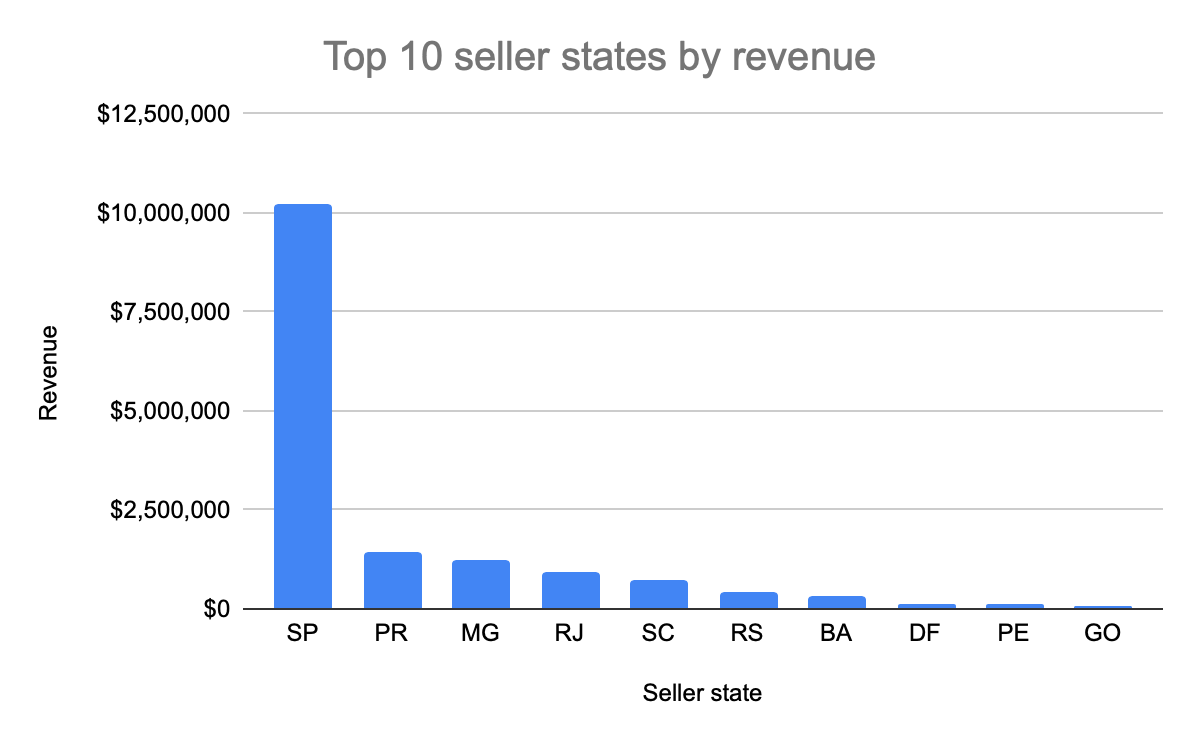 Top 10 seller states by revenue
$12,500,000
$10,000,000
$7,500,000
$5,000,000
$2,500,000
$0
Revenue
SP PR MG RJ SC RS BA DF PE GO
Seller state